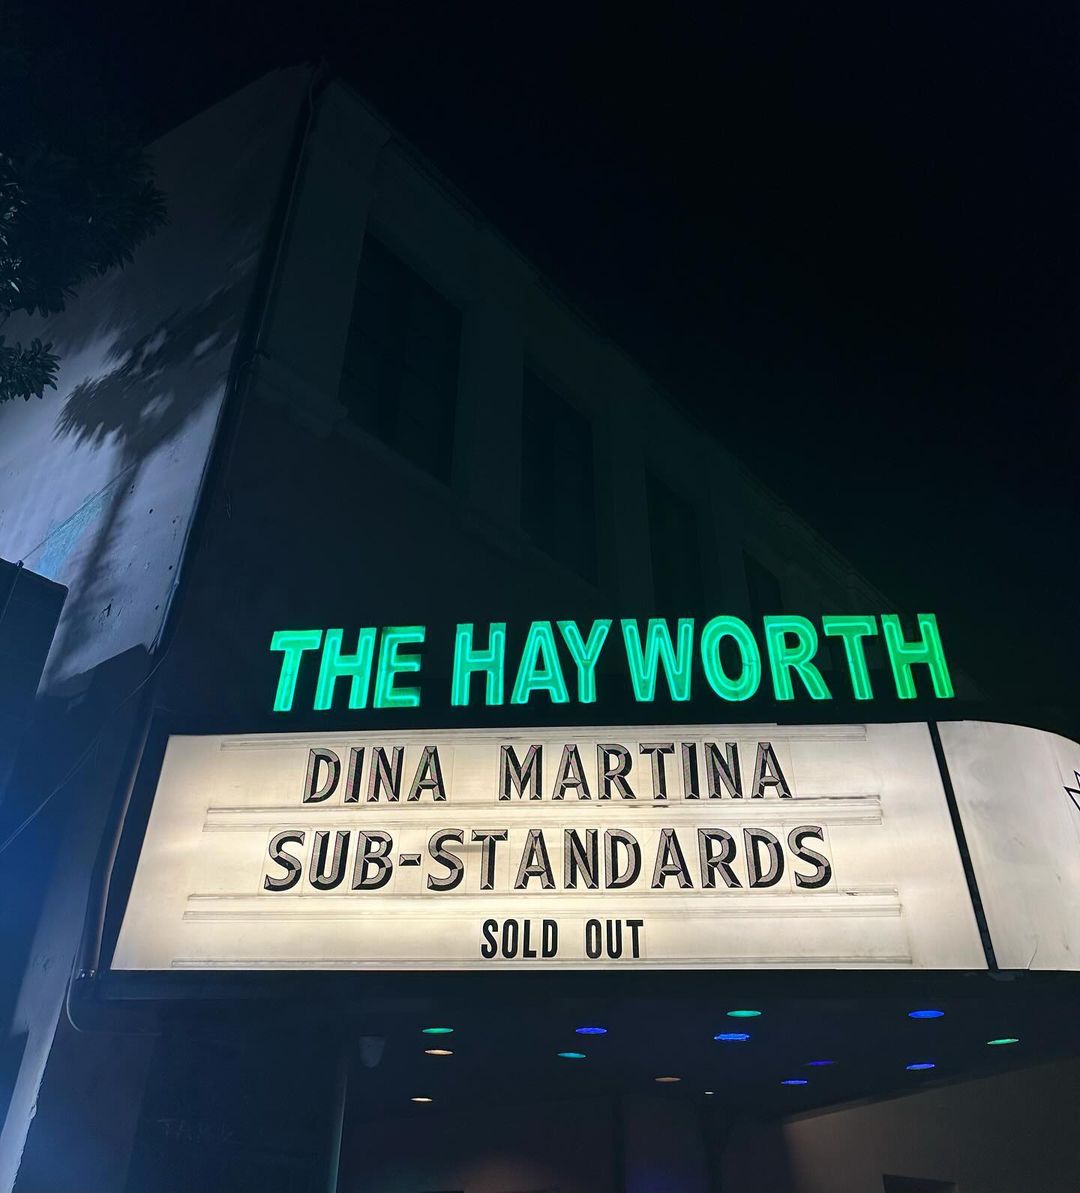 THE HAYWORTH
DINA MARTINA
SUB-STANDARDS
SOLD OUT